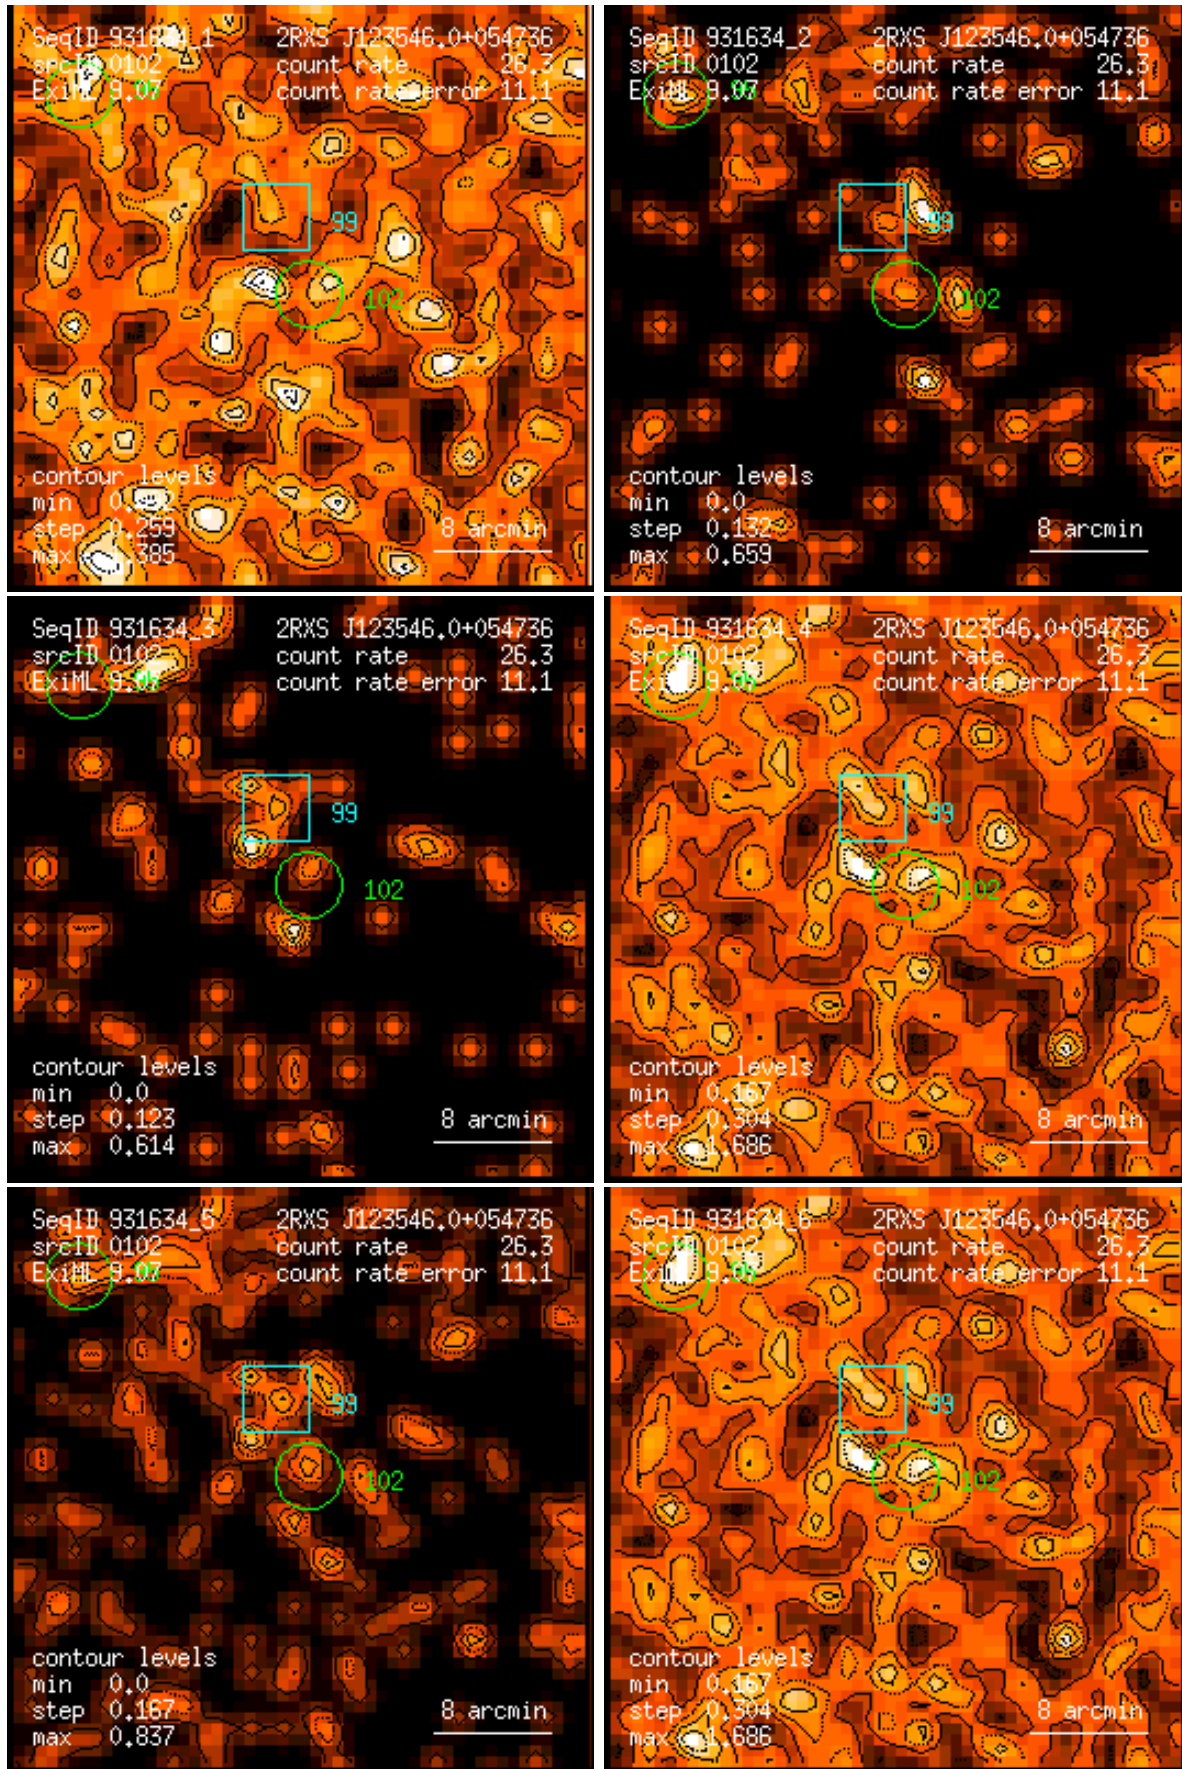 SeqID 931634_1 2RXS J123546.0+054736
srcID 0102 count rate 26.3
ExiML 9.07 count rate error 11.1
99
102
contour levels
min
step 0.259
max 8 arcmin
SeqID 931634_2 2RXS J123546.0+054736
srcID 0102 count rate 26.3
ExiML 9.07 count rate error 11.1
99
102
contour levels
min 0.0
step 0.132 8 arcmin
max 0.659
SeqID 931634_3 2RXS J123546.0+054736
srcID 0102 count rate 26.3
ExiML 9.07 count rate error 11.1
99
102
contour levels
min 0.0
step 0.123 8 arcmin
max 0.614
SeqID 931634_4 2RXS J123546.0+054736
srcID 0102 count rate 26.3
ExiML 9.07 count rate error 11.1
99
102
contour levels
min 0.167
step 0.304 8 arcmin
max 1.686
SeqID 931634_5 2RXS J123546.0+054736
srcID 0102 count rate 26.3
ExiML 9.07 count rate error 11.1
99
102
contour levels
min 0.0
step 0.167 8 arcmin
max 0.837
SeqID 931634_6 2RXS J123546.0+054736
srcID 0102 count rate 26.3
ExiML 9.07 count rate error 11.1
99
102
contour levels
min 0.167
step 0.304 8 arcmin
max 1.686